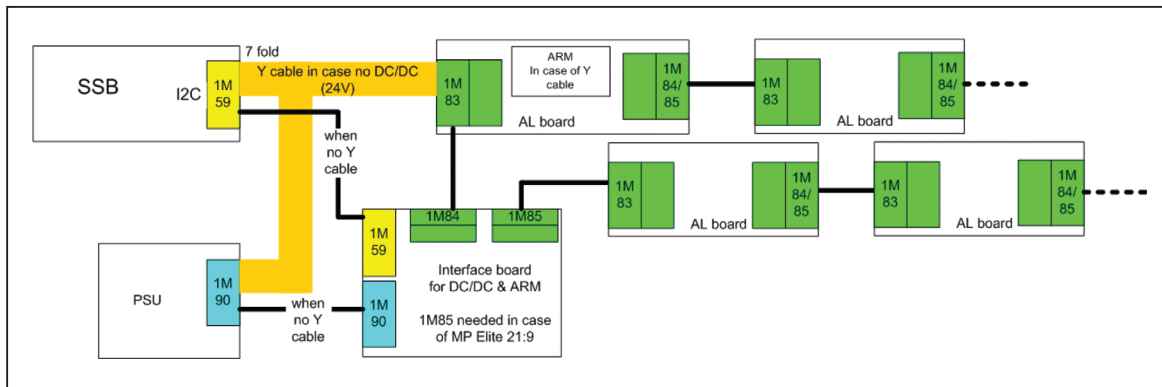 SSB
I2C
1M
59
7 fold
Y cable in case no DC/DC
(24V)
1M
83
ARM
In case of Y
cable
1M
84/
85
AL board
1M
83
1M
84/
85
AL board
when
no Y
cable
1M
83
1M
84/
85
AL board
1M
83
1M
84/
85
AL board
1M
59
1M84
1M85
Interface board
for DC/DC & ARM
1M85 needed in case
of MP Elite 21:9
1M
90
PSU
1M
90
when
no Y
cable